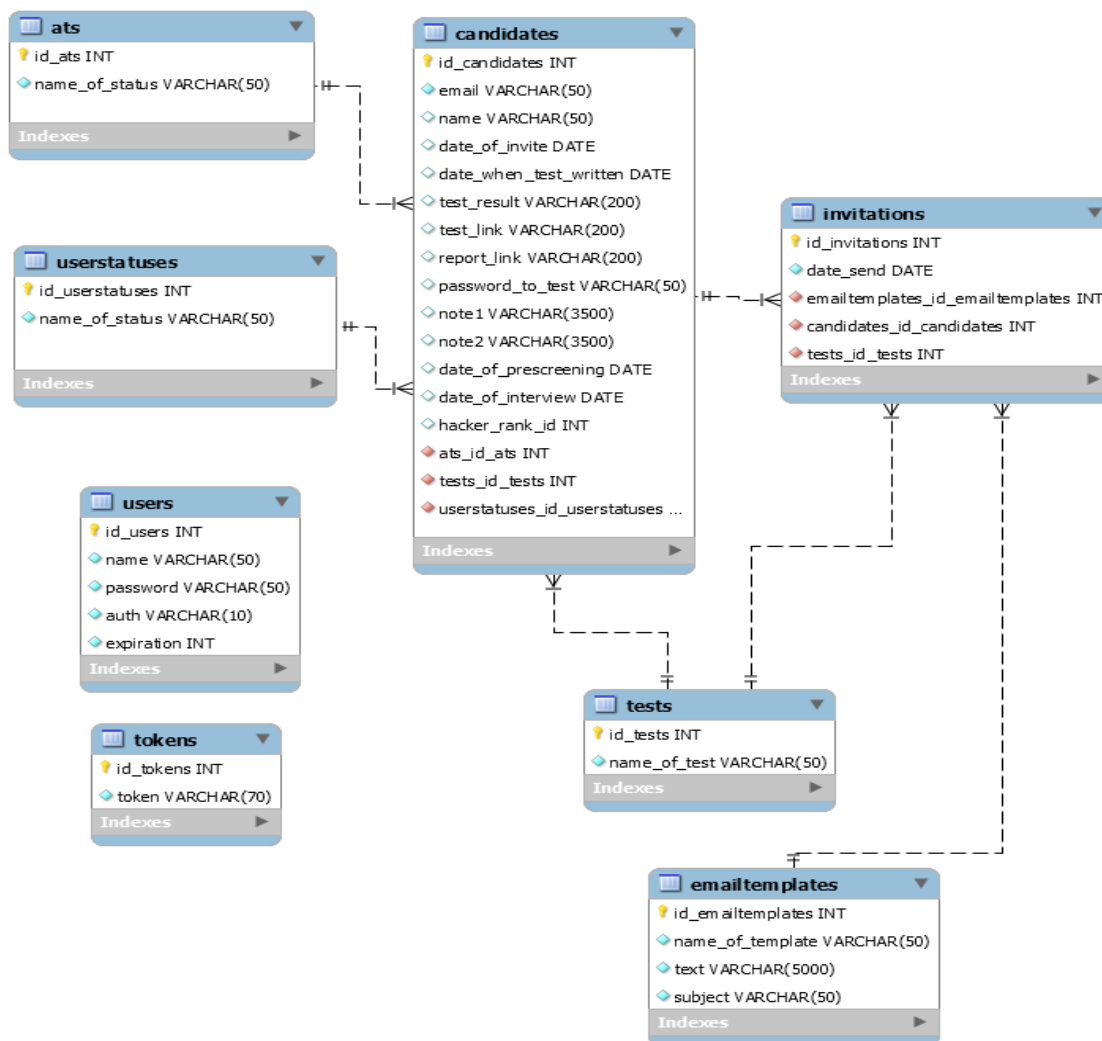 ats
id_ats INT
name_of_status VARCHAR(50)
Indexes
userstatuses
id_userstatuses INT
name_of_status VARCHAR(50)
Indexes
users
id_users INT
name VARCHAR(50)
password VARCHAR(50)
auth VARCHAR(10)
expiration INT
Indexes
tokens
id_tokens INT
token VARCHAR(70)
Indexes
candidates
id_candidates INT
email VARCHAR(50)
name VARCHAR(50)
date_of_invite DATE
date_when_test_written DATE
test_result VARCHAR(200)
test_link VARCHAR(200)
report_link VARCHAR(200)
password_to_test VARCHAR(50)
note1 VARCHAR(3500)
note2 VARCHAR(3500)
date_of_prescreening DATE
date_of_interview DATE
hacker_rank_id INT
ats_id_ats INT
tests_id_tests INT
userstatuses_id_userstatuses ...
Indexes
invitations
id_invitations INT
date_send DATE
emailtemplates_id_emailtemplates INT
candidates_id_candidates INT
tests_id_tests INT
Indexes
tests
id_tests INT
name_of_test VARCHAR(50)
Indexes
emailtemplates
id_emailtemplates INT
name_of_template VARCHAR(50)
text VARCHAR(5000)
subject VARCHAR(50)
Indexes